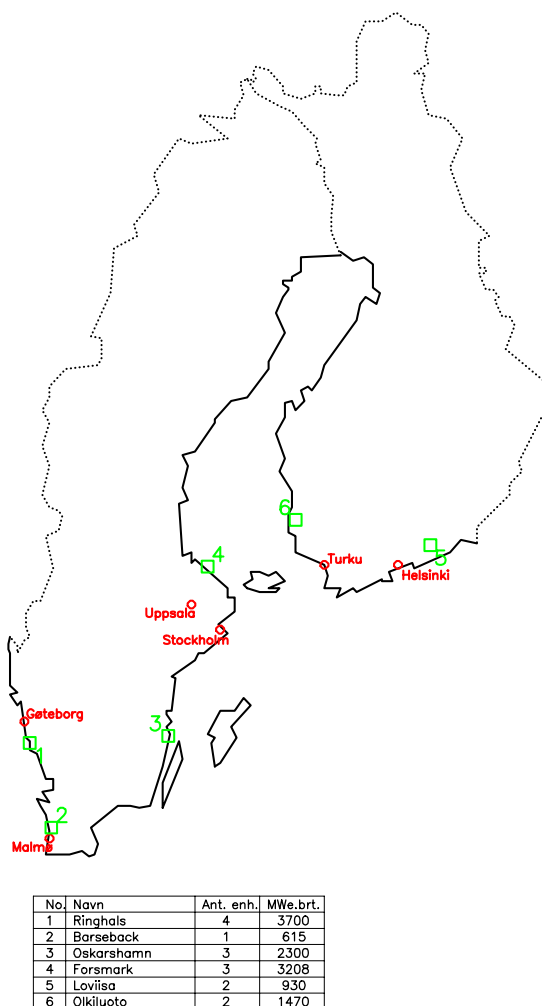 6
Turku
5
Helsinki
4
Uppsala
Stockholm
Gøteborg
3
1
2
Malmø
No. Navn Ant. enh. MWe.brt.
1 Ringhals 4 3700
2 Barseback 1 615
3 Oskarshamn 3 2300
4 Forsmark 3 3208
5 Loviisa 2 930
6 Olkiluoto 2 1470